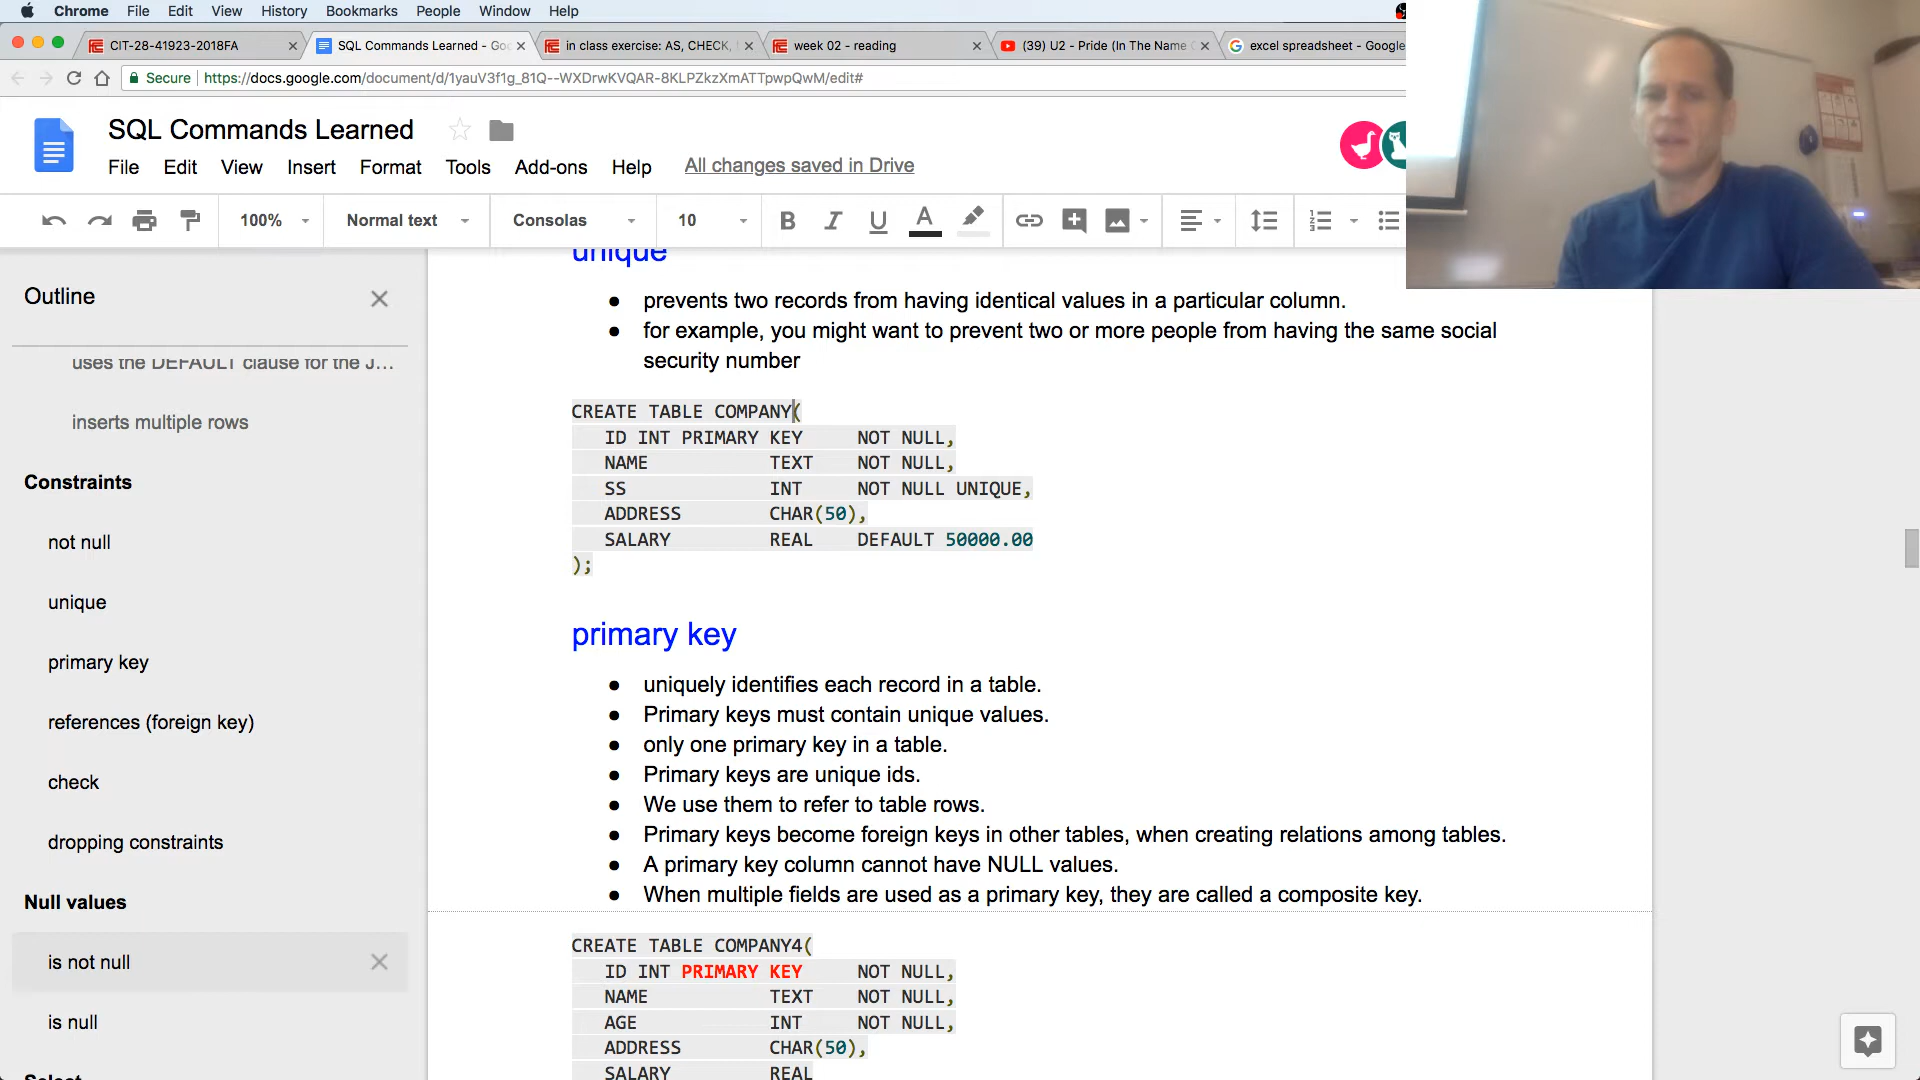 Chrome File Edit View History Bookmarks People Window Help
CIT-28-41923-2018FA
SQL Commands Learned - Go
in class exercise: AS, CHECK,
week 02 - reading
(39) U2 - Pride (In The Name
excel spreadsheet - Google
Secure https://docs.google.com/document/d/1yauV3f1g_81Q--WXDrwKVQAR-8KLPZkzXmATTpwpQwM/edit#
SQL Commands Learned
File Edit View Insert Format Tools Add-ons Help All changes saved in Drive
100% Normal text Consolas 10 B I U A
Outline
uses the DEFAULT clause for the J...
inserts multiple rows
Constraints
not null
unique
primary key
references (foreign key)
check
dropping constraints
Null values
is not null
is null
Select
unique
● prevents two records from having identical values in a particular column.
● for example, you might want to prevent two or more people from having the same social
security number
CREATE TABLE COMPANY(
ID INT PRIMARY KEY NOT NULL,
NAME TEXT NOT NULL,
SS INT NOT NULL UNIQUE,
ADDRESS CHAR(50),
SALARY REAL DEFAULT 50000.00
);
primary key
● uniquely identifies each record in a table.
● Primary keys must contain unique values.
● only one primary key in a table.
● Primary keys are unique ids.
● We use them to refer to table rows.
● Primary keys become foreign keys in other tables, when creating relations among tables.
● A primary key column cannot have NULL values.
● When multiple fields are used as a primary key, they are called a composite key.
CREATE TABLE COMPANY4(
ID INT PRIMARY KEY NOT NULL,
NAME TEXT NOT NULL,
AGE INT NOT NULL,
ADDRESS CHAR(50),
SALARY REAL